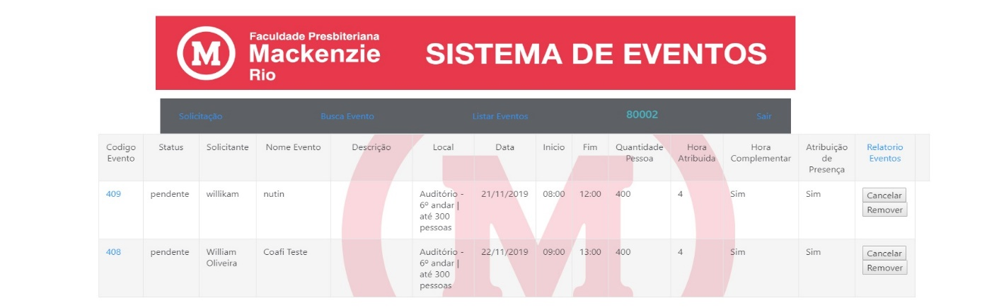 M
Faculdade Presbiteriana
Mackenzie
Rio
SISTEMA DE EVENTOS
Solicitação Busca Evento Listar Eventos 80002 Sair
Codigo Evento Status Solicitante Nome Evento Descrição Local Data Inicio Fim Quantidade Pessoa Hora Atribuida Hora Complementar Atribuição de Presença Relatorio Eventos
409 pendente willikam nutin Auditório - 6º andar | até 300 pessoas 21/11/2019 08:00 12:00 400 4 Sim Sim Cancelar Remover
408 pendente William Oliveira Coafi Teste Auditório - 6º andar | até 300 pessoas 22/11/2019 09:00 13:00 400 4 Sim Sim Cancelar Remover